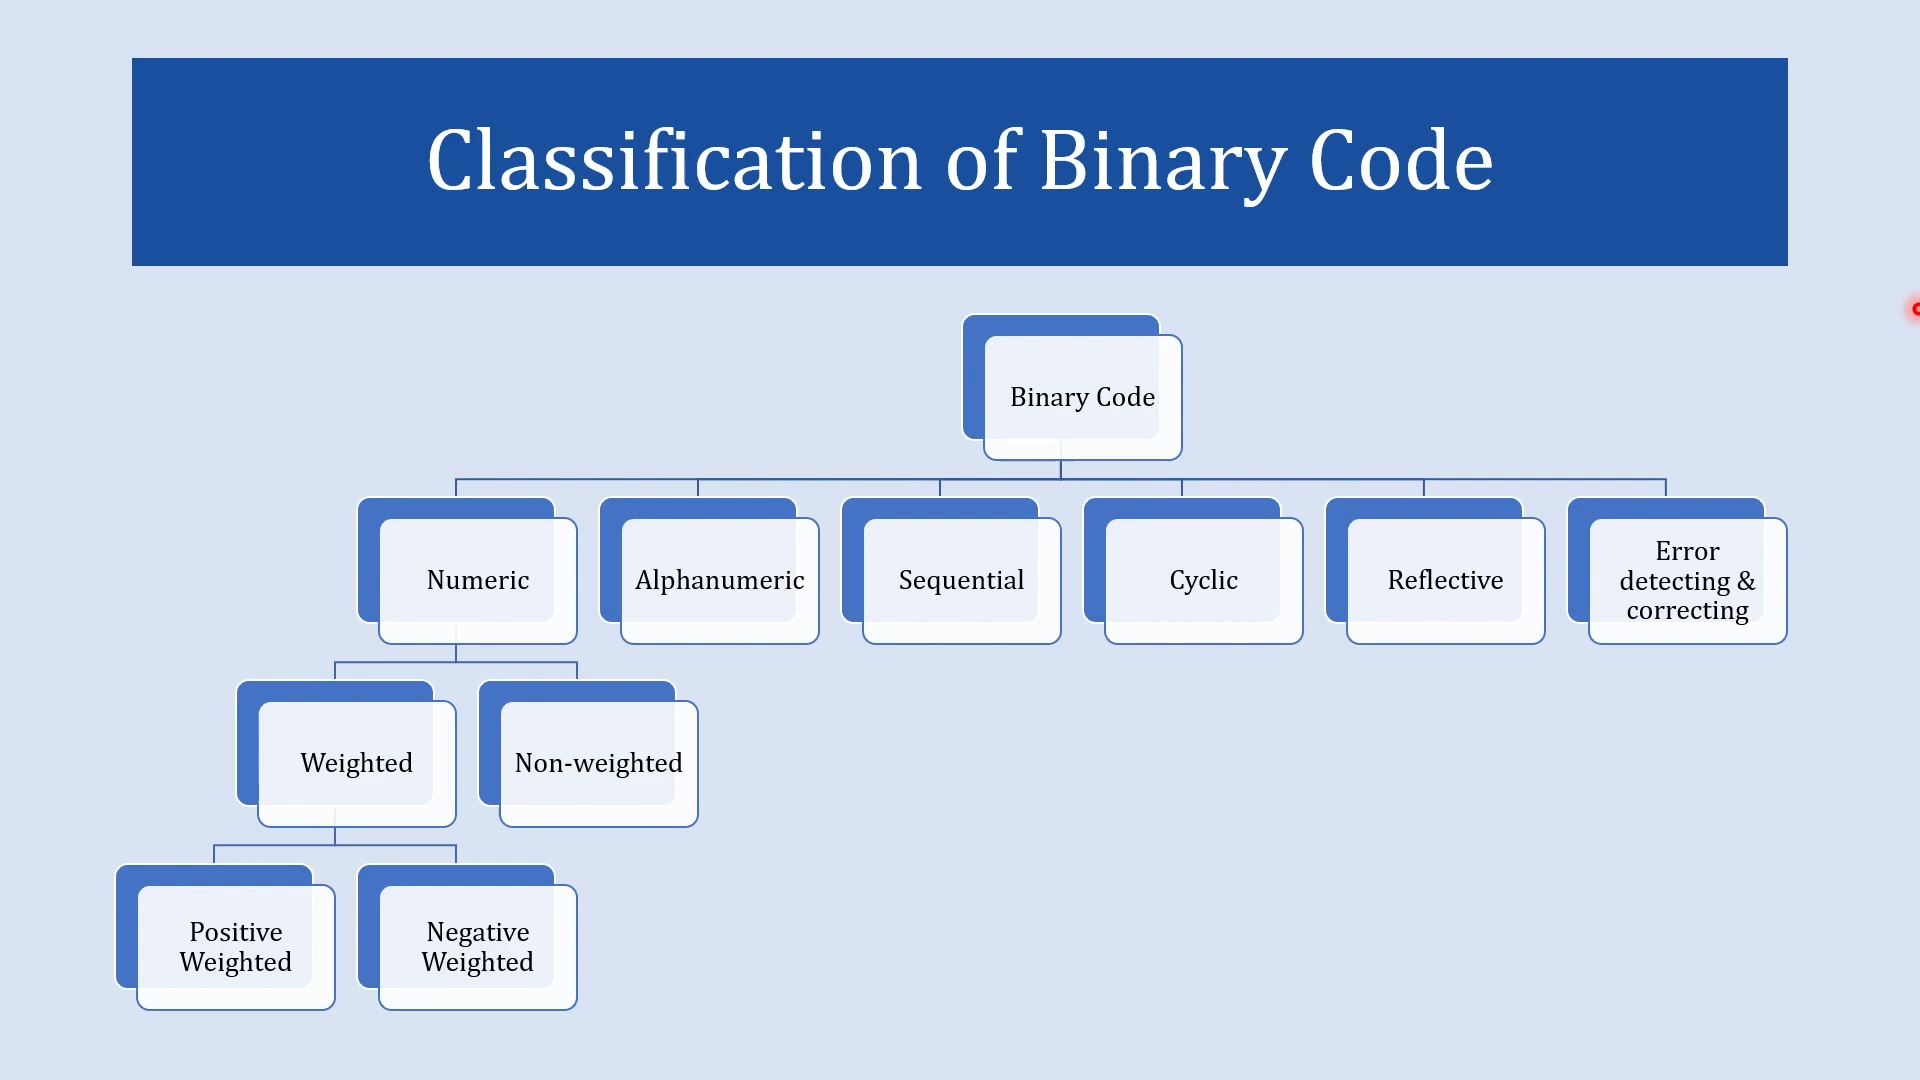 Classification of Binary Code
Binary Code
Numeric
Alphanumeric
Sequential
Cyclic
Reflective
Error
detecting &
correcting
Weighted
Non-weighted
Positive
Weighted
Negative
Weighted